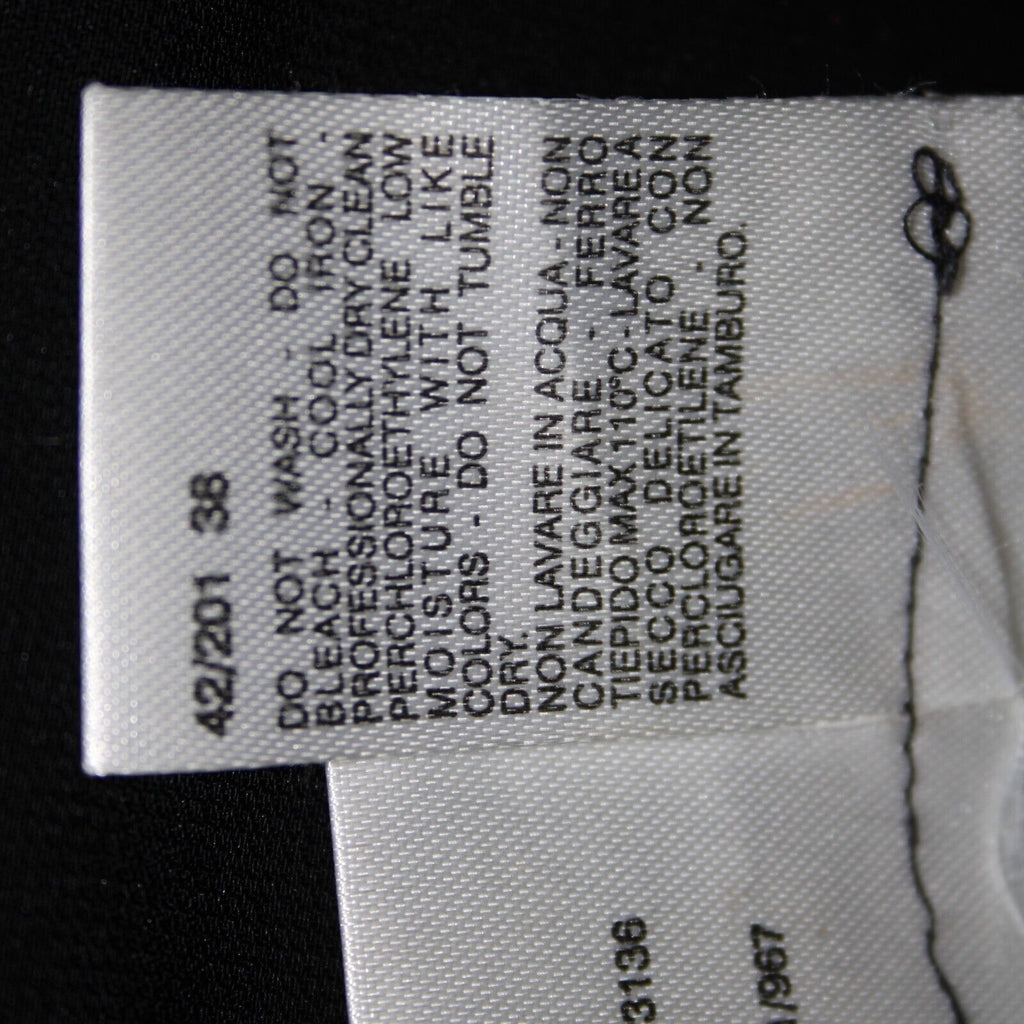 42/201 38
DO NOT WASH - DO NOT
BLEACH - COOL IRON -
PROFESSIONALLY DRY CLEAN
PERCHLOROETHYLENE LOW
MOISTURE WITH LIKE
COLORS - DO NOT TUMBLE
DRY.
NON LAVARE IN ACQUA - NON
CANDEGGIARE - FERRO
TIEPIDO MAX 110°C - LAVARE A
SECCO DELICATO CON
PERCLOROETILENE - NON
ASCIUGARE IN TAMBURO.
3136
/967